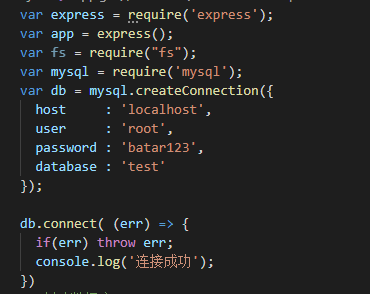 var express = require('express');
var app = express();
var fs = require("fs");
var mysql = require('mysql');
var db = mysql.createConnection({
  host     : 'localhost',
  user     : 'root',
  password : 'batar123',
  database : 'test'
});

db.connect( (err) => {
  if(err) throw err;
  console.log('连接成功');
})